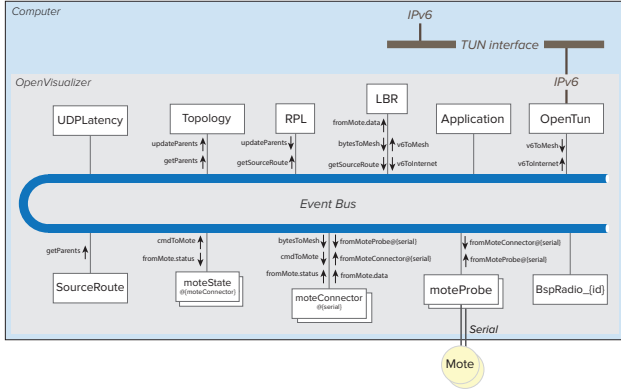 Computer
IPv6
TUN interface
OpenVisualizer
IPv6
UDPLatency
Topology
RPL
LBR
Application
OpenTun
updateParents
getParents
updateParents
getSourceRoute
fromMote.data
bytesToMesh
v6ToMesh
getSourceRoute
v6ToInternet
v6ToMesh
v6ToInternet
Event Bus
getParents
cmdToMote
fromMote.status
bytesToMesh
fromMoteProbe@{serial)
cmdToMote
fromMoteConnector@(serial)
fromMote.status
fromMote.data
fromMoteConnector@(serial)
fromMoteProbe@(serial)
SourceRoute
moteState
@(moteConnector)
moteConnector
@(serial)
moteProbe
BspRadio_{id}
Serial
Mote